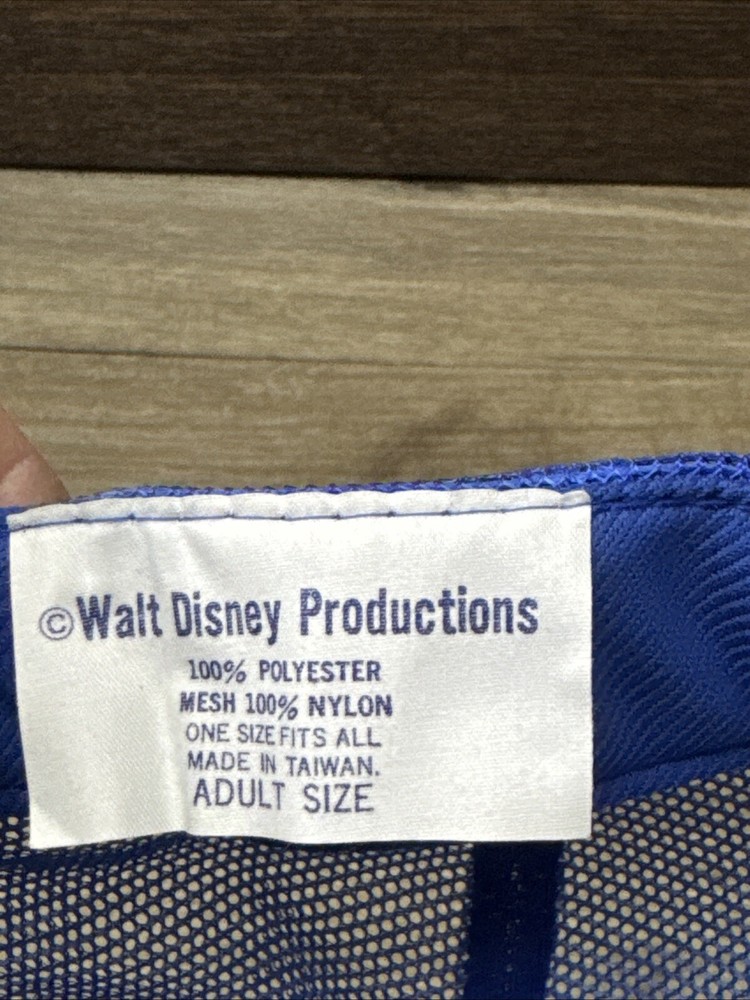 ©Walt Disney Productions
100% POLYESTER
MESH 100% NYLON
ONE SIZE FITS ALL
MADE IN TAIWAN.
ADULT SIZE